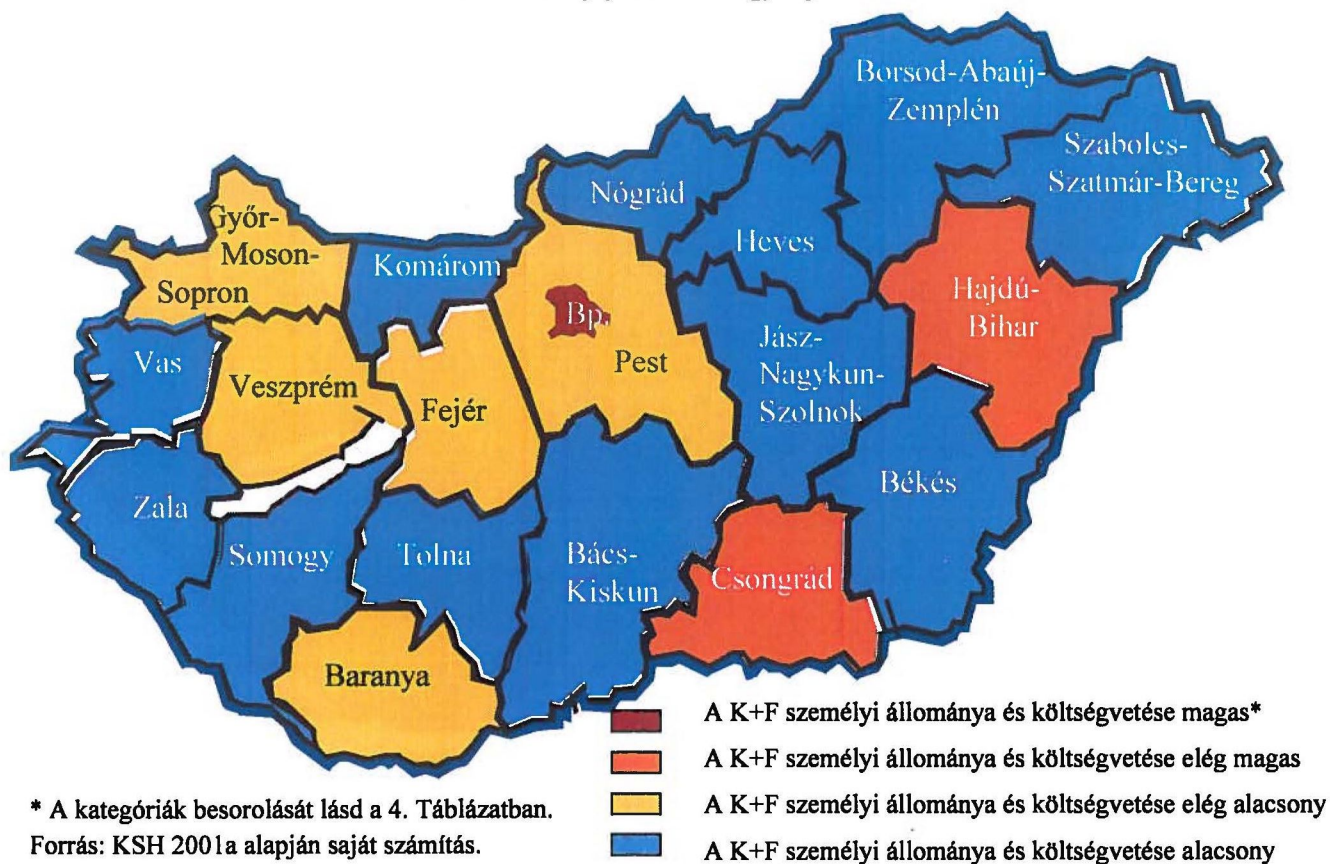 Borsod-Abaúj-
Zemplén
Szabolcs-
Szatmár-Bereg
Nógrád
Heves
Győr-
Moson-
Sopron
Komárom
Hajdú-
Bihar
Bp.
Pest
Jász-
Nagykun-
Szolnok
Vas
Veszprém
Fejér
Békés
Zala
Somogy
Tolna
Bács-
Kiskun
Csongrád
Baranya
A K+F személyi állománya és költségvetése magas*
A K+F személyi állománya és költségvetése elég magas
A K+F személyi állománya és költségvetése elég alacsony
A K+F személyi állománya és költségvetése alacsony
* A kategóriák besorolását lásd a 4. Táblázatban.
Forrás: KSH 2001a alapján saját számítás.